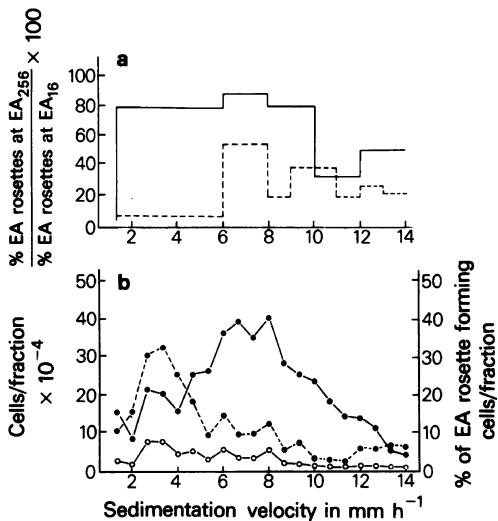 a
% EA rosettes at EA256
% EA rosettes at EA16
× 100
100
80
60
40
20
0
2 4 6 8 10 12 14
b
Cells/fraction
× 10−4
50
40
30
20
10
0
50
40
30
20
10
0
% of EA rosette forming
cells/fraction
2 4 6 8 10 12 14
Sedimentation velocity in mm h−1